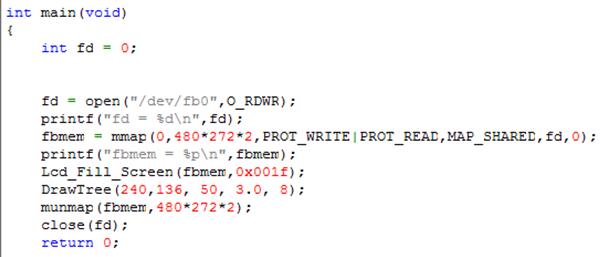 int main(void)
{
    int fd = 0;
    fd = open("/dev/fb0",O_RDWR);
    printf("fd = %d\n",fd);
    fbmem = mmap(0,480*272*2,PROT_WRITE|PROT_READ,MAP_SHARED,fd,0);
    printf("fbmem = %p\n",fbmem);
    Lcd_Fill_Screen(fbmem,0x001f);
    DrawTree(240,136, 50, 3.0, 8);
    munmap(fbmem,480*272*2);
    close(fd);
    return 0;